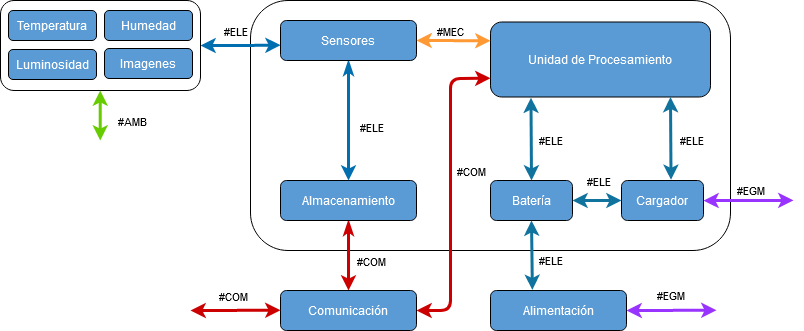 Temperatura
Humedad
Luminosidad
Imagenes
#ELE
Sensores
#MEC
Unidad de Procesamiento
#AMB
#ELE
#ELE
#ELE
#COM
Almacenamiento
Batería
#ELE
Cargador
#EGM
#COM
#ELE
#COM
Comunicación
Alimentación
#EGM